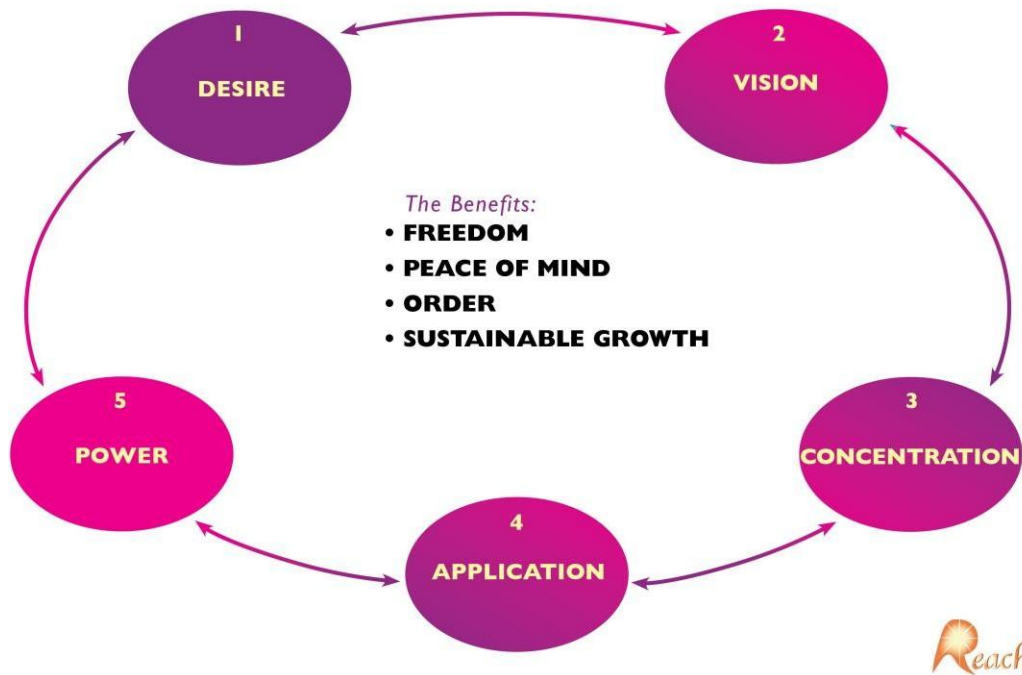 1
DESIRE
2
VISION
The Benefits:
• FREEDOM
• PEACE OF MIND
• ORDER
• SUSTAINABLE GROWTH
3
CONCENTRATION
4
APPLICATION
5
POWER
Reach